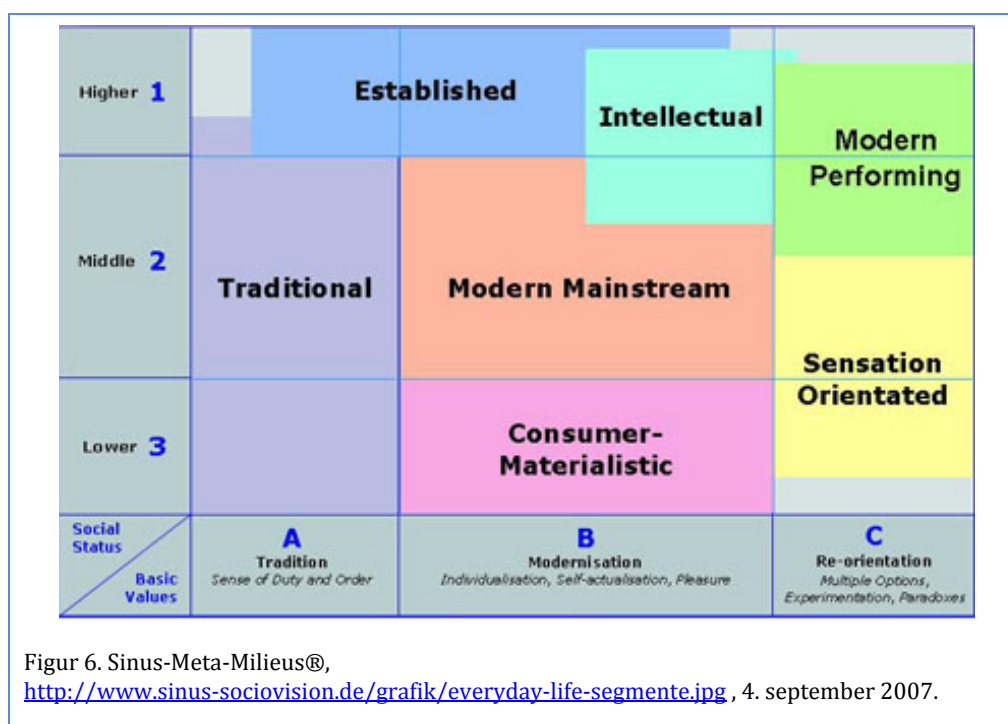 Higher 1
Established
Intellectual
Modern
Performing
Middle 2
Traditional
Modern Mainstream
Sensation
Orientated
Lower 3
Consumer-
Materialistic
Social
Status
Basic
Values
A
Tradition
Sense of Duty and Order
B
Modernisation
Individualisation, Self-actualisation, Pleasure
C
Re-orientation
Multiple Options,
Experimentation, Paradoxes
Figur 6. Sinus-Meta-Milieus®,
http://www.sinus-sociovision.de/grafik/everyday-life-segmente.jpg , 4. september 2007.